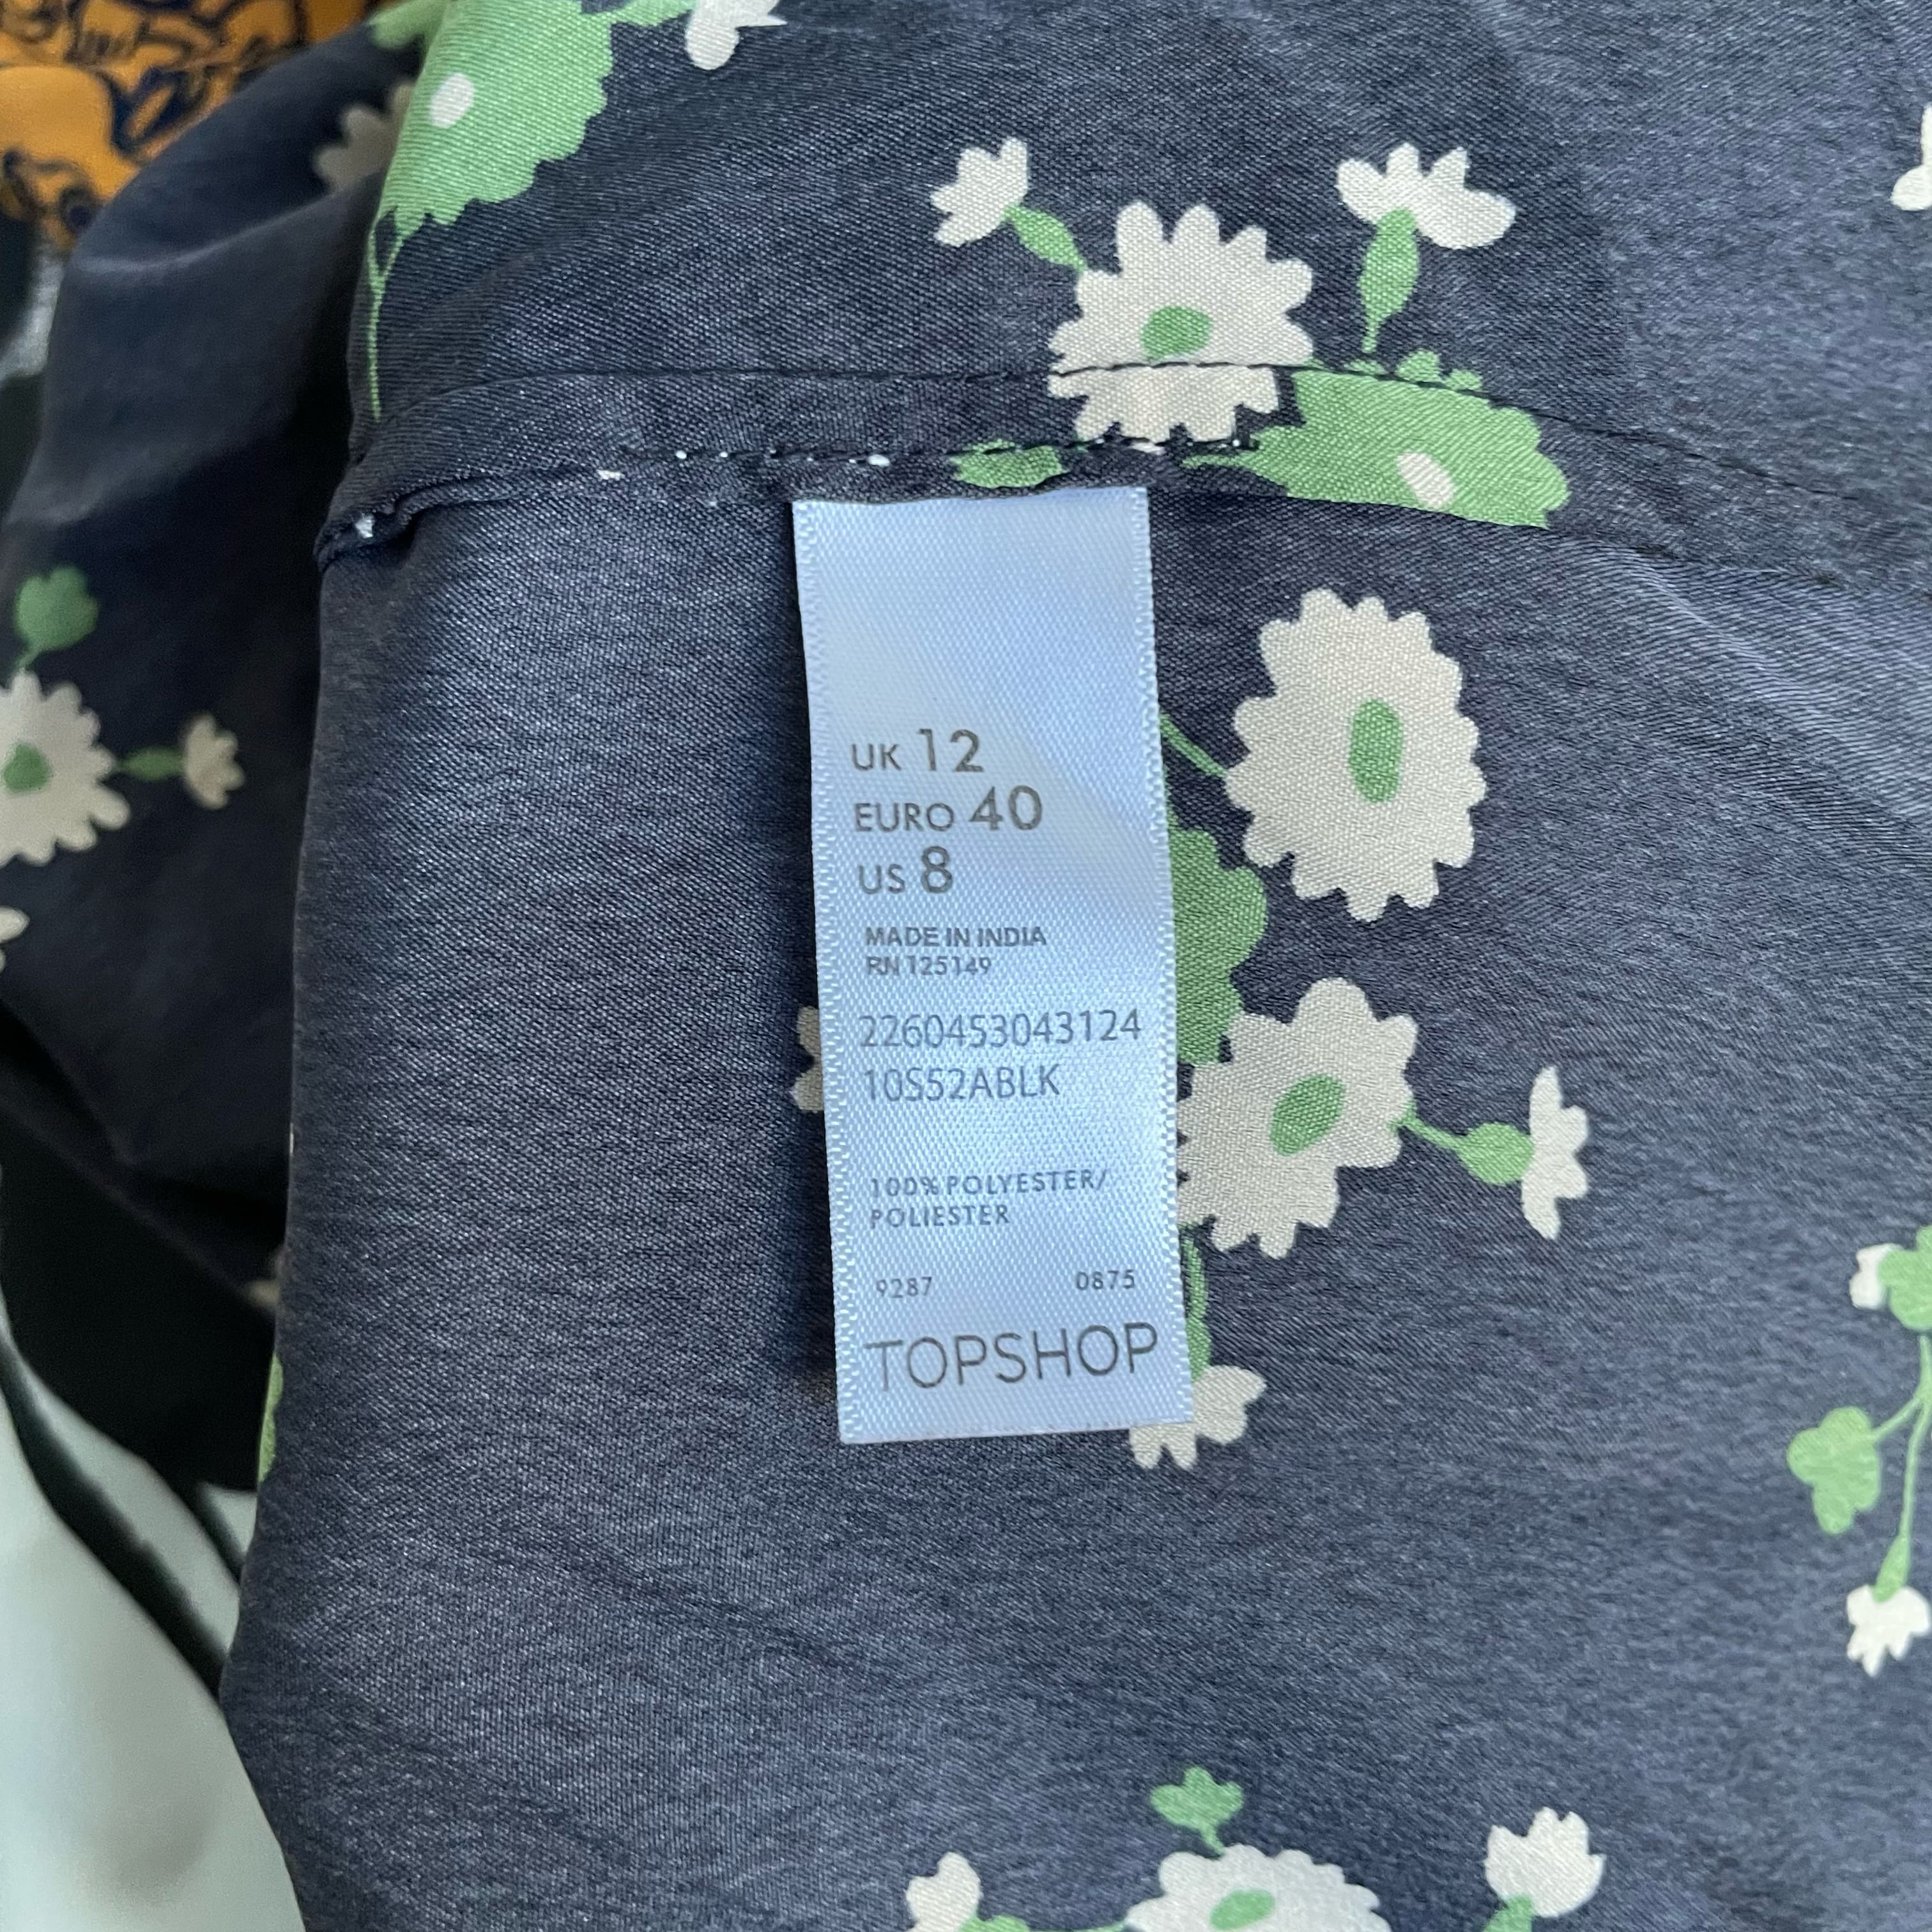 UK 12
EURO 40
US 8
MADE IN INDIA
RN 125149
2260453043124
10S52ABLK
100% POLYESTER/
POLIESTER
9287 0875
TOPSHOP